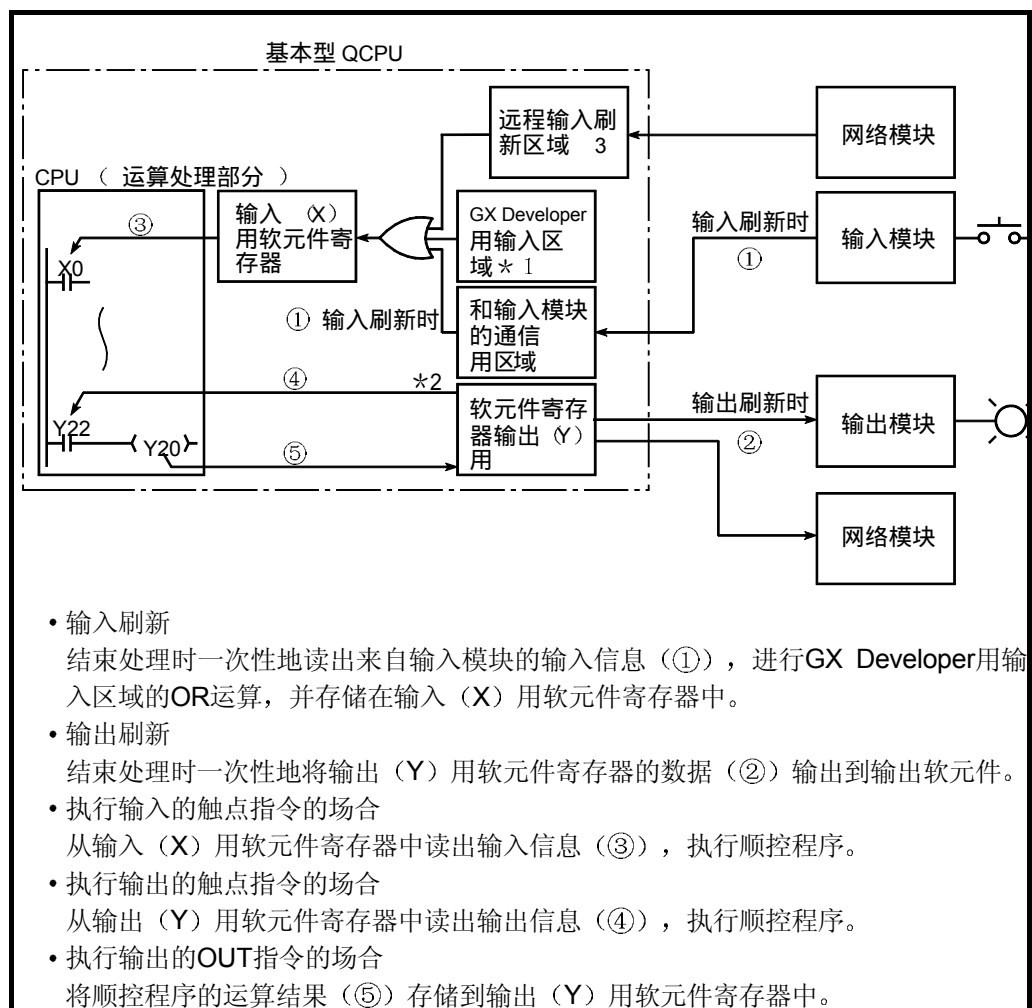 基本型 QCPU
远程输入刷
新区域 3
网络模块
CPU （ 运算处理部分 ）
③
输入 （X）
用软元件寄
存器
GX Developer
用输入区
域＊1
输入刷新时
①
输入模块
X0
① 输入刷新时
和输入模块
的通信
用区域
④
＊2
Y22
Y20
⑤
软元件寄存
器输出（Y）
用
输出刷新时
②
输出模块
网络模块
•输入刷新
结束处理时一次性地读出来自输入模块的输入信息（①），进行GX Developer用输
入区域的OR运算，并存储在输入（X）用软元件寄存器中。
•输出刷新
结束处理时一次性地将输出（Y）用软元件寄存器的数据（②）输出到输出软元件。
•执行输入的触点指令的场合
从输入（X）用软元件寄存器中读出输入信息（③），执行顺控程序。
•执行输出的触点指令的场合
从输出（Y）用软元件寄存器中读出输出信息（④），执行顺控程序。
•执行输出的OUT指令的场合
将顺控程序的运算结果（⑤）存储到输出（Y）用软元件寄存器中。